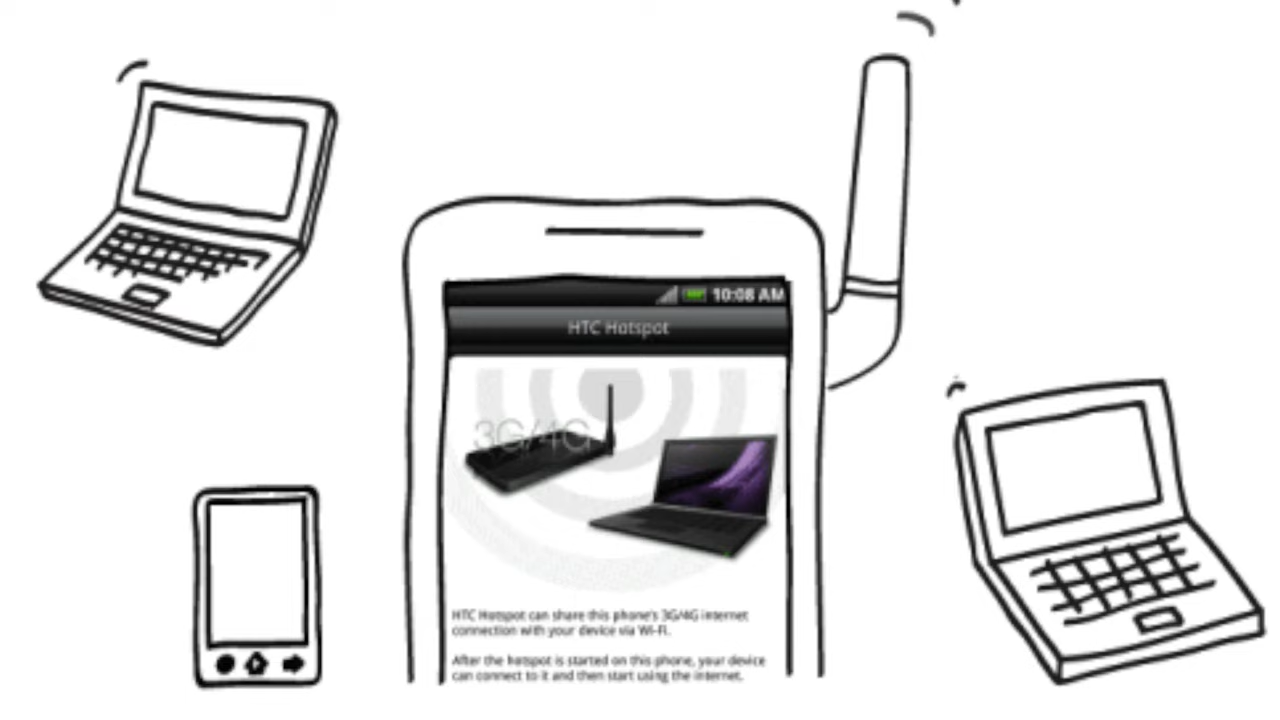 10:08 AM
HTC Hotspot
3G/4G
HTC Hotspot can share this phone's 3G/4G internet
connection with your device via Wi-Fi.
After the hotspot is started on this phone, your device
can connect to it and then start using the internet.